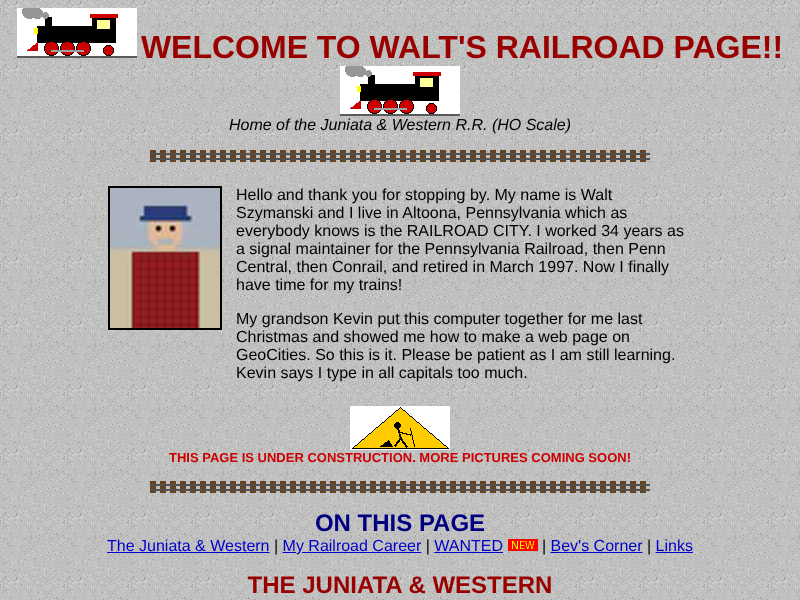 WELCOME TO WALT'S RAILROAD PAGE!!
Home of the Juniata & Western R.R. (HO Scale)
Hello and thank you for stopping by. My name is Walt
Szymanski and I live in Altoona, Pennsylvania which as
everybody knows is the RAILROAD CITY. I worked 34 years as
a signal maintainer for the Pennsylvania Railroad, then Penn
Central, then Conrail, and retired in March 1997. Now I finally
have time for my trains!
My grandson Kevin put this computer together for me last
Christmas and showed me how to make a web page on
GeoCities. So this is it. Please be patient as I am still learning.
Kevin says I type in all capitals too much.
THIS PAGE IS UNDER CONSTRUCTION. MORE PICTURES COMING SOON!
ON THIS PAGE
The Juniata & Western | My Railroad Career | WANTED NEW | Bev's Corner | Links
THE JUNIATA & WESTERN